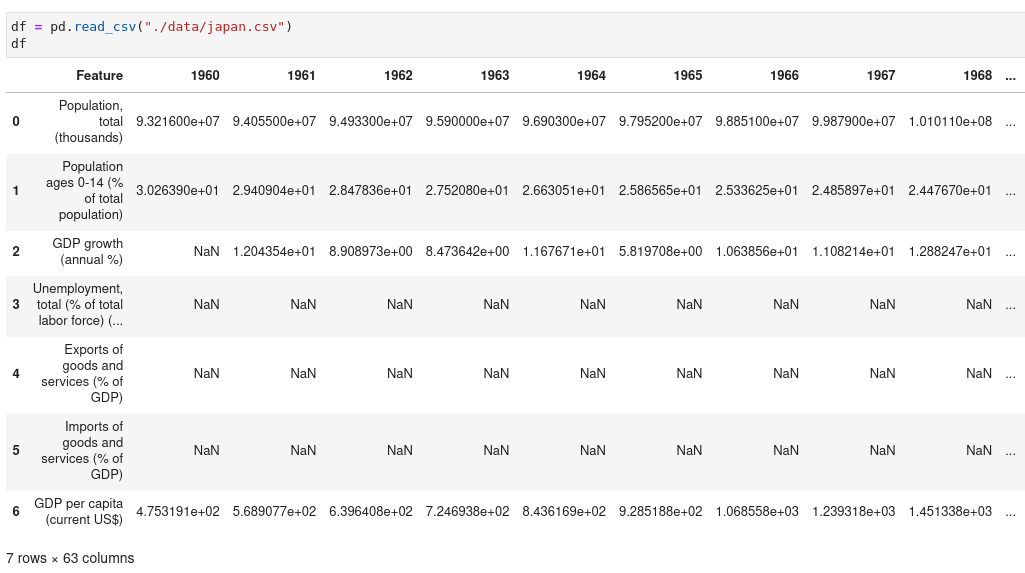 df = pd.read_csv("./data/japan.csv")
df
Feature 1960 1961 1962 1963 1964 1965 1966 1967 1968 ...
Population,
0 total 9.321600e+07 9.405500e+07 9.493300e+07 9.590000e+07 9.690300e+07 9.795200e+07 9.885100e+07 9.987900e+07 1.010110e+08 ...
(thousands)
Population
ages 0-14 (%
1 of total 3.026390e+01 2.940904e+01 2.847836e+01 2.752080e+01 2.663051e+01 2.586565e+01 2.533625e+01 2.485897e+01 2.447670e+01 ...
population)
GDP growth
2 (annual %) NaN 1.204354e+01 8.908973e+00 8.473642e+00 1.167671e+01 5.819708e+00 1.063856e+01 1.108214e+01 1.288247e+01 ...
Unemployment,
3 total (% of total NaN NaN NaN NaN NaN NaN NaN NaN NaN ...
labor force) (...
Exports of
goods and
4 services (% of NaN NaN NaN NaN NaN NaN NaN NaN NaN ...
GDP)
Imports of
goods and
5 services (% of NaN NaN NaN NaN NaN NaN NaN NaN NaN ...
GDP)
GDP per capita
6 (current US$) 4.753191e+02 5.689077e+02 6.396408e+02 7.246938e+02 8.436169e+02 9.285188e+02 1.068558e+03 1.239318e+03 1.451338e+03 ...
7 rows × 63 columns